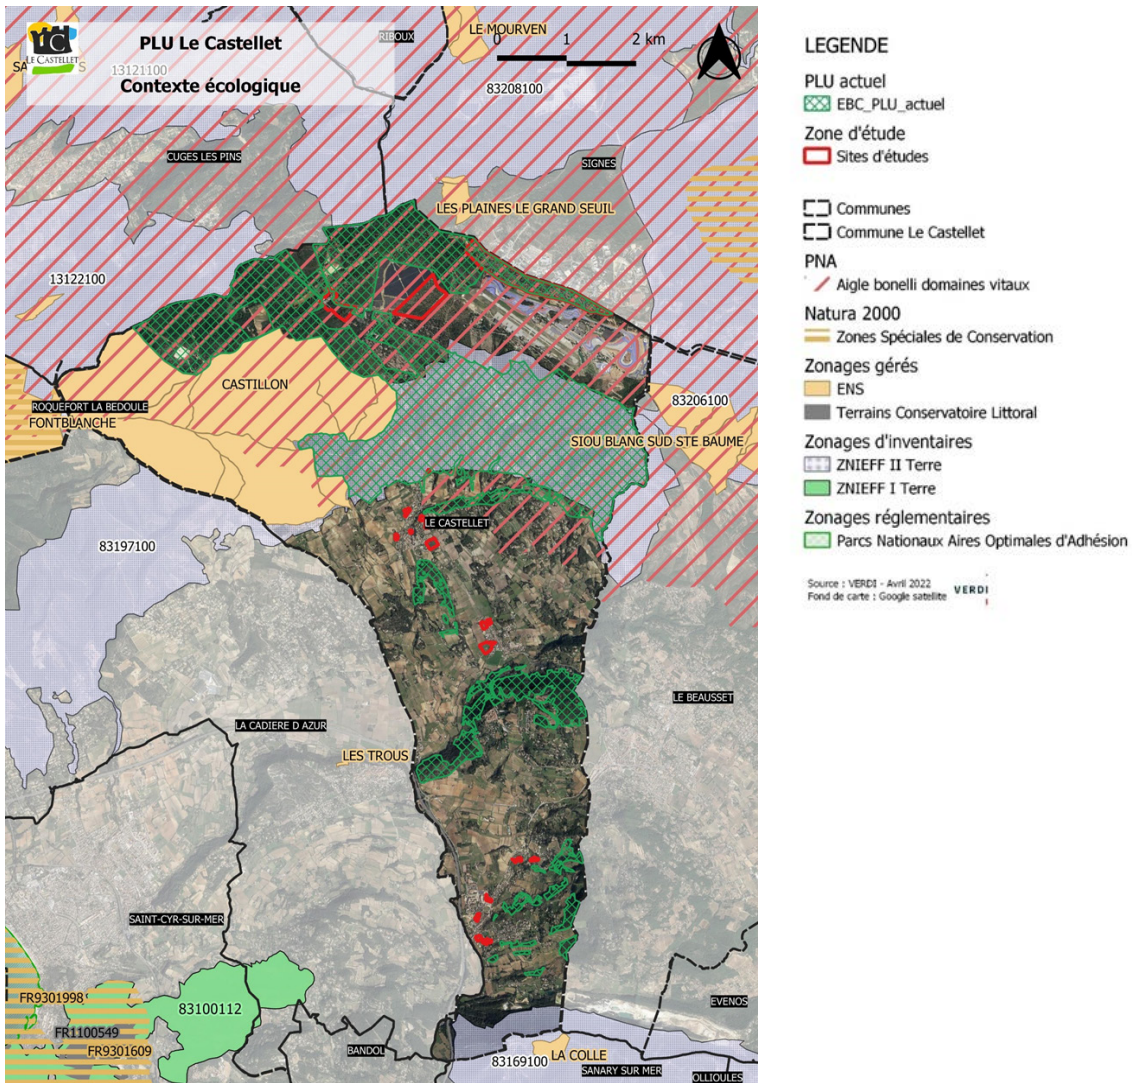 LE CASTELLET
PLU Le Castellet
Contexte écologique
13121100
RIBOUX
LE MOURVEN
0 1 2 km
83208100
CUGES LES PINS
SIGNES
LES PLAINES LE GRAND SEUIL
13122100
CASTILLON
83206100
ROQUEFORT LA BEDOULE
FONTBLANCHE
SIOU BLANC SUD STE BAUME
LE CASTELLET
83197100
LE BEAUSSET
LA CADIERE D AZUR
LES TROUS
SAINT-CYR-SUR-MER
FR9301998
83100112
EVENOS
FR1100549
FR9301609
BANDOL
83169100
LA COLLE
SANARY SUR MER
OLLIOULES
LEGENDE
PLU actuel
EBC_PLU_actuel
Zone d'étude
Sites d'études
Communes
Commune Le Castellet
PNA
Aigle bonelli domaines vitaux
Natura 2000
Zones Spéciales de Conservation
Zonages gérés
ENS
Terrains Conservatoire Littoral
Zonages d'inventaires
ZNIEFF II Terre
ZNIEFF I Terre
Zonages réglementaires
Parcs Nationaux Aires Optimales d'Adhésion
Source : VERDI - Avril 2022
Fond de carte : Google satellite
VERDI